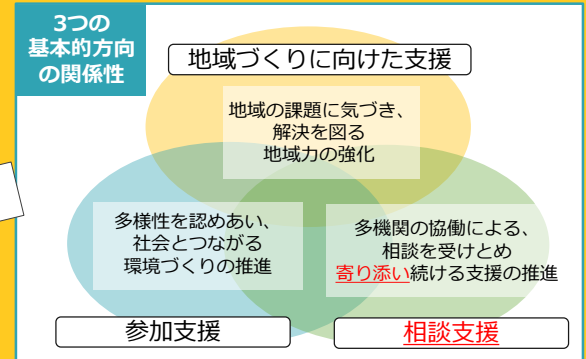 3つの
基本的方向
の関係性
地域づくりに向けた支援
地域の課題に気づき、
解決を図る
地域力の強化
多様性を認めあい、
社会とつながる
環境づくりの推進
多機関の協働による、
相談を受けとめ
寄り添い続ける支援の推進
参加支援
相談支援